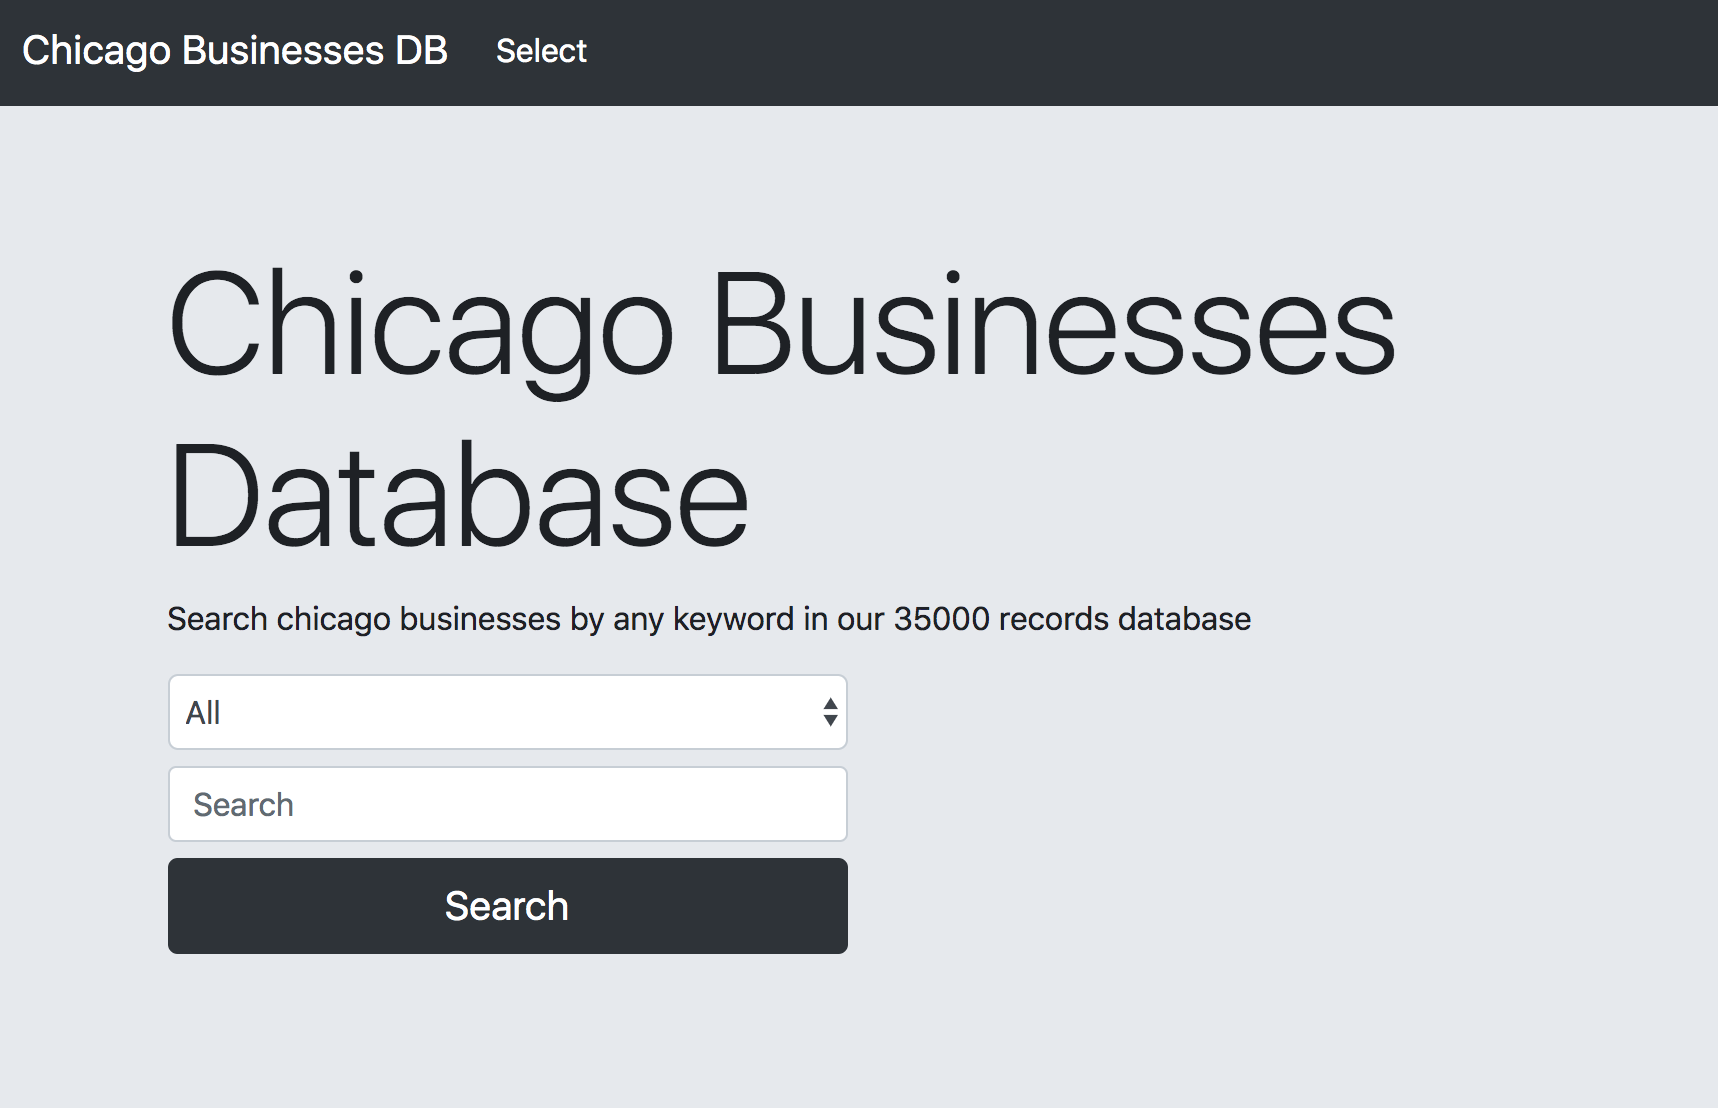 Chicago Businesses DB Select
Chicago Businesses
Database
Search chicago businesses by any keyword in our 35000 records database
All
Search
Search